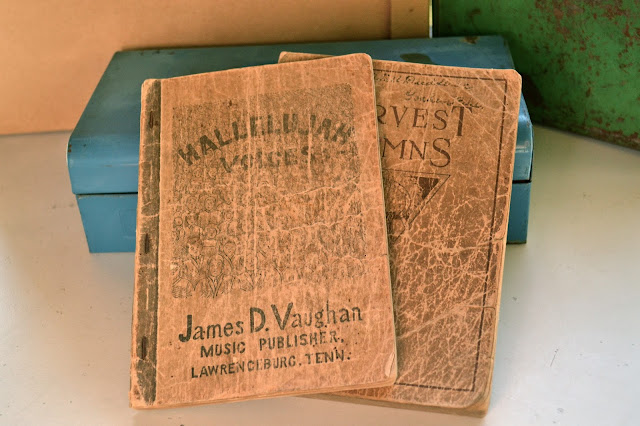 HALLELUJAH
VOICES
James D. Vaughan
MUSIC PUBLISHER,
LAWRENCEBURG, TENN.
RVEST
MNS